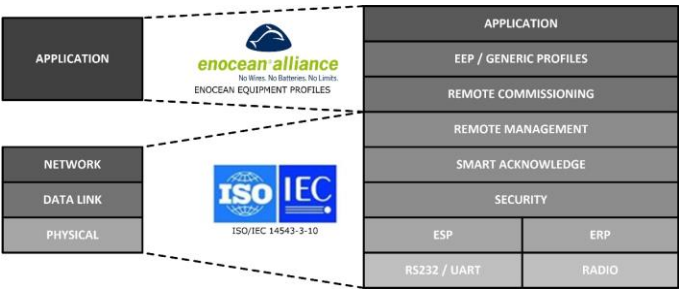 APPLICATION
enocean alliance
No Wires. No Batteries. No Limits.
ENOCEAN EQUIPMENT PROFILES
NETWORK
DATA LINK
PHYSICAL
ISO IEC
ISO/IEC 14543-3-10
APPLICATION
EEP / GENERIC PROFILES
REMOTE COMMISSIONING
REMOTE MANAGEMENT
SMART ACKNOWLEDGE
SECURITY
ESP ERP
RS232 / UART RADIO